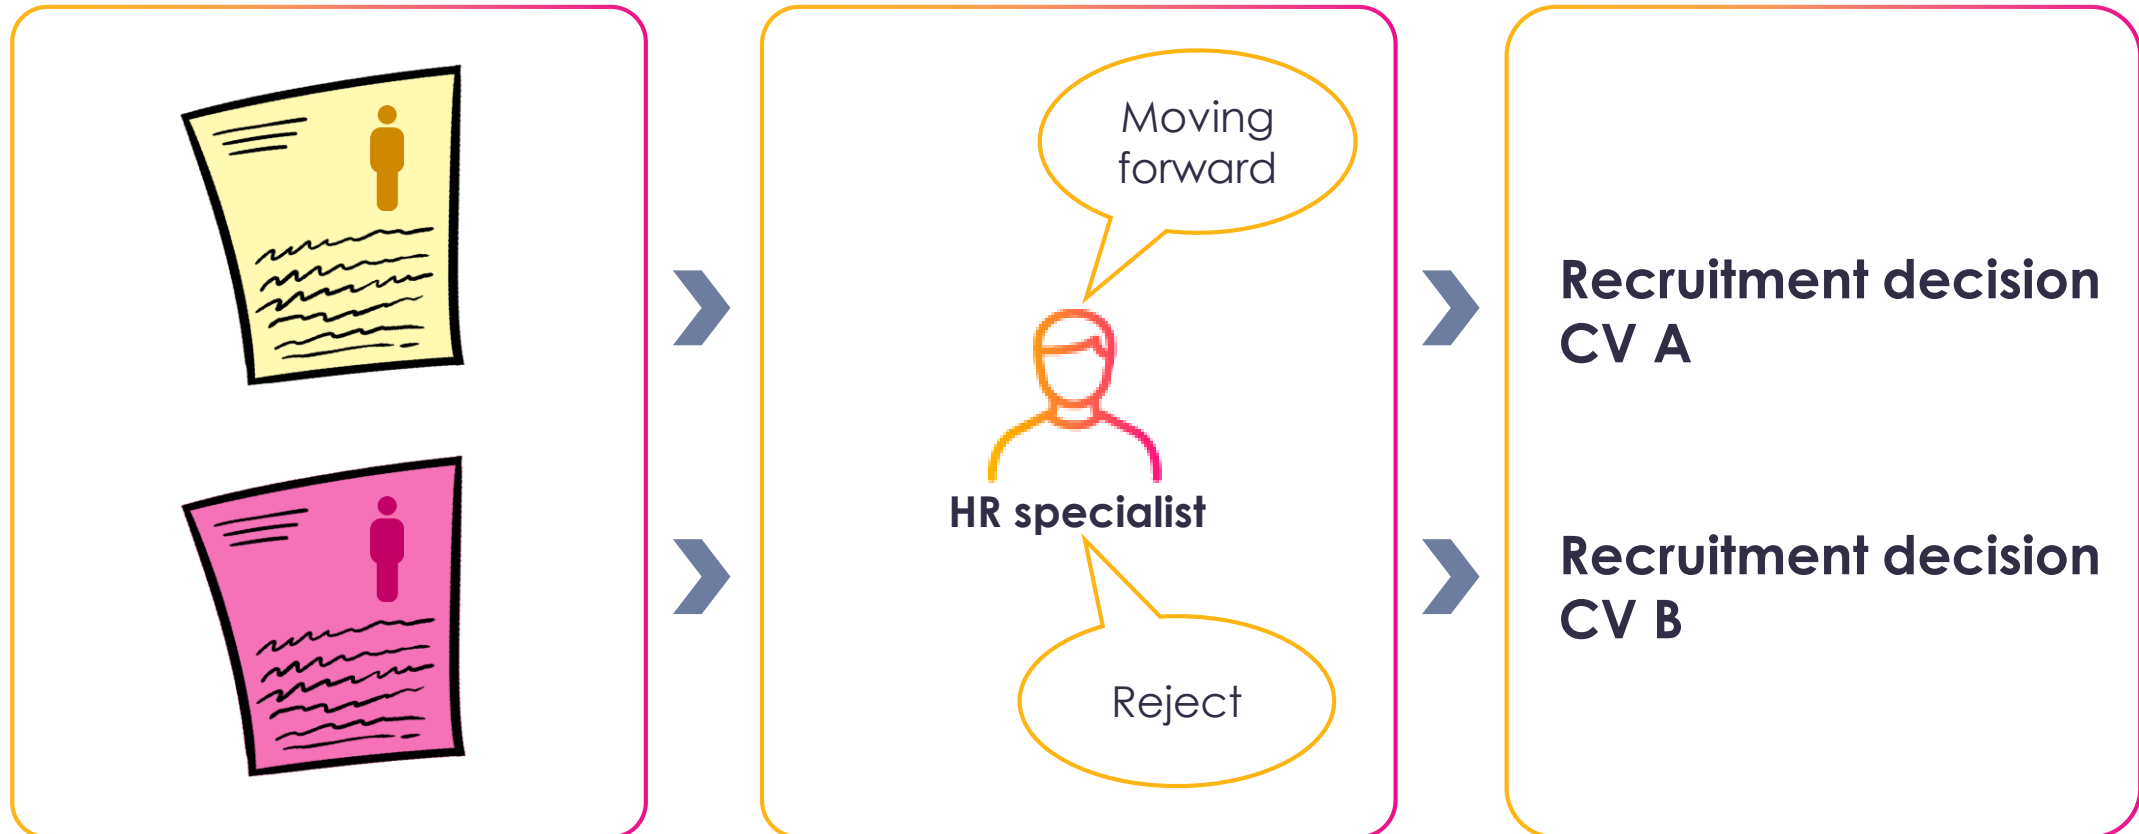 Moving
forward
HR specialist
Reject
Recruitment decision
CV A
Recruitment decision
CV B